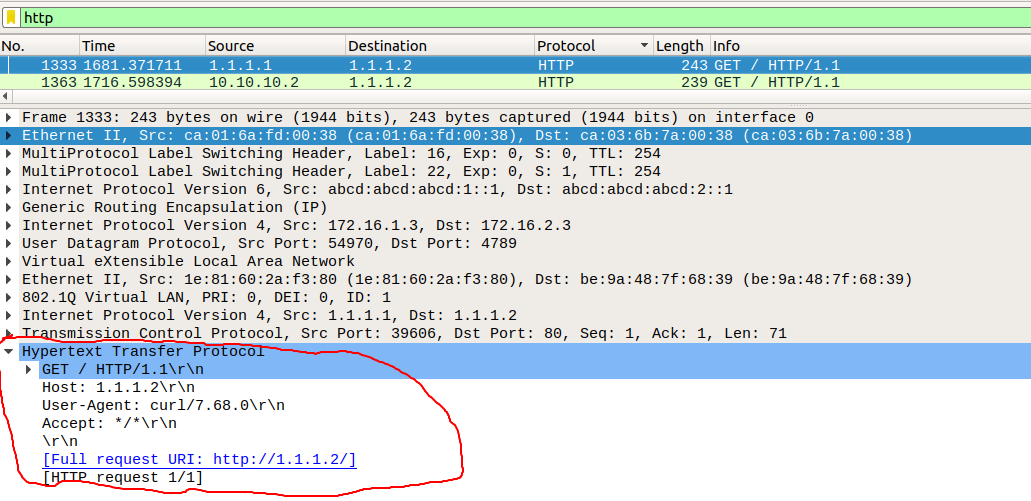 http
No. Time Source Destination Protocol Length Info
1333 1681.371711 1.1.1.1 1.1.1.2 HTTP 243 GET / HTTP/1.1
1363 1716.598394 10.10.10.2 1.1.1.2 HTTP 239 GET / HTTP/1.1
Frame 1333: 243 bytes on wire (1944 bits), 243 bytes captured (1944 bits) on interface 0
Ethernet II, Src: ca:01:6a:fd:00:38 (ca:01:6a:fd:00:38), Dst: ca:03:6b:7a:00:38 (ca:03:6b:7a:00:38)
MultiProtocol Label Switching Header, Label: 16, Exp: 0, S: 0, TTL: 254
MultiProtocol Label Switching Header, Label: 22, Exp: 0, S: 1, TTL: 254
Internet Protocol Version 6, Src: abcd:abcd:abcd:1::1, Dst: abcd:abcd:abcd:2::1
Generic Routing Encapsulation (IP)
Internet Protocol Version 4, Src: 172.16.1.3, Dst: 172.16.2.3
User Datagram Protocol, Src Port: 54970, Dst Port: 4789
Virtual eXtensible Local Area Network
Ethernet II, Src: 1e:81:60:2a:f3:80 (1e:81:60:2a:f3:80), Dst: be:9a:48:7f:68:39 (be:9a:48:7f:68:39)
802.1Q Virtual LAN, PRI: 0, DEI: 0, ID: 1
Internet Protocol Version 4, Src: 1.1.1.1, Dst: 1.1.1.2
Transmission Control Protocol, Src Port: 39606, Dst Port: 80, Seq: 1, Ack: 1, Len: 71
Hypertext Transfer Protocol
GET / HTTP/1.1\r\n
Host: 1.1.1.2\r\n
User-Agent: curl/7.68.0\r\n
Accept: */*\r\n
\r\n
[Full request URI: http://1.1.1.2/]
[HTTP request 1/1]